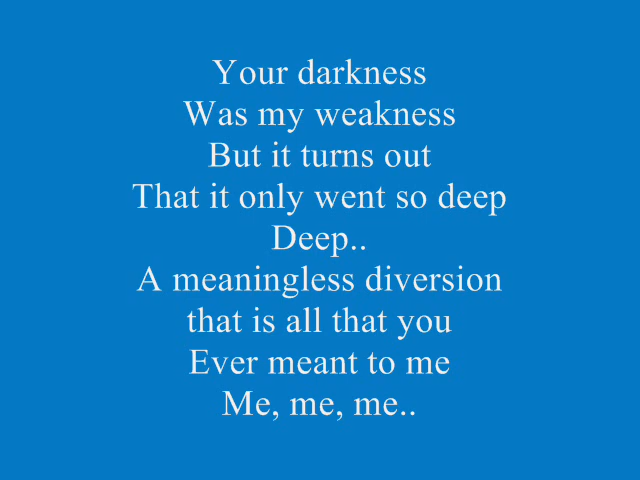 Your darkness
Was my weakness
But it turns out
That it only went so deep
Deep..
A meaningless diversion
that is all that you
Ever meant to me
Me, me, me..